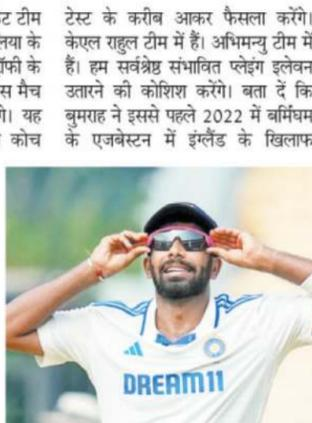 ट टीम
लिया के
ॉफी के
स मैच
गे। यह
कोच
टेस्ट के करीब आकर फैसला करेंगे।
केएल राहुल टीम में हैं। अभिमन्यु टीम में
हैं। हम सर्वश्रेष्ठ संभावित प्लेइंग इलेवन
उतारने की कोशिश करेंगे। बता दें कि
बुमराह ने इससे पहले 2022 में बर्मिंघम
के एजबेस्टन में इंग्लैंड के खिलाफ
DREAM11